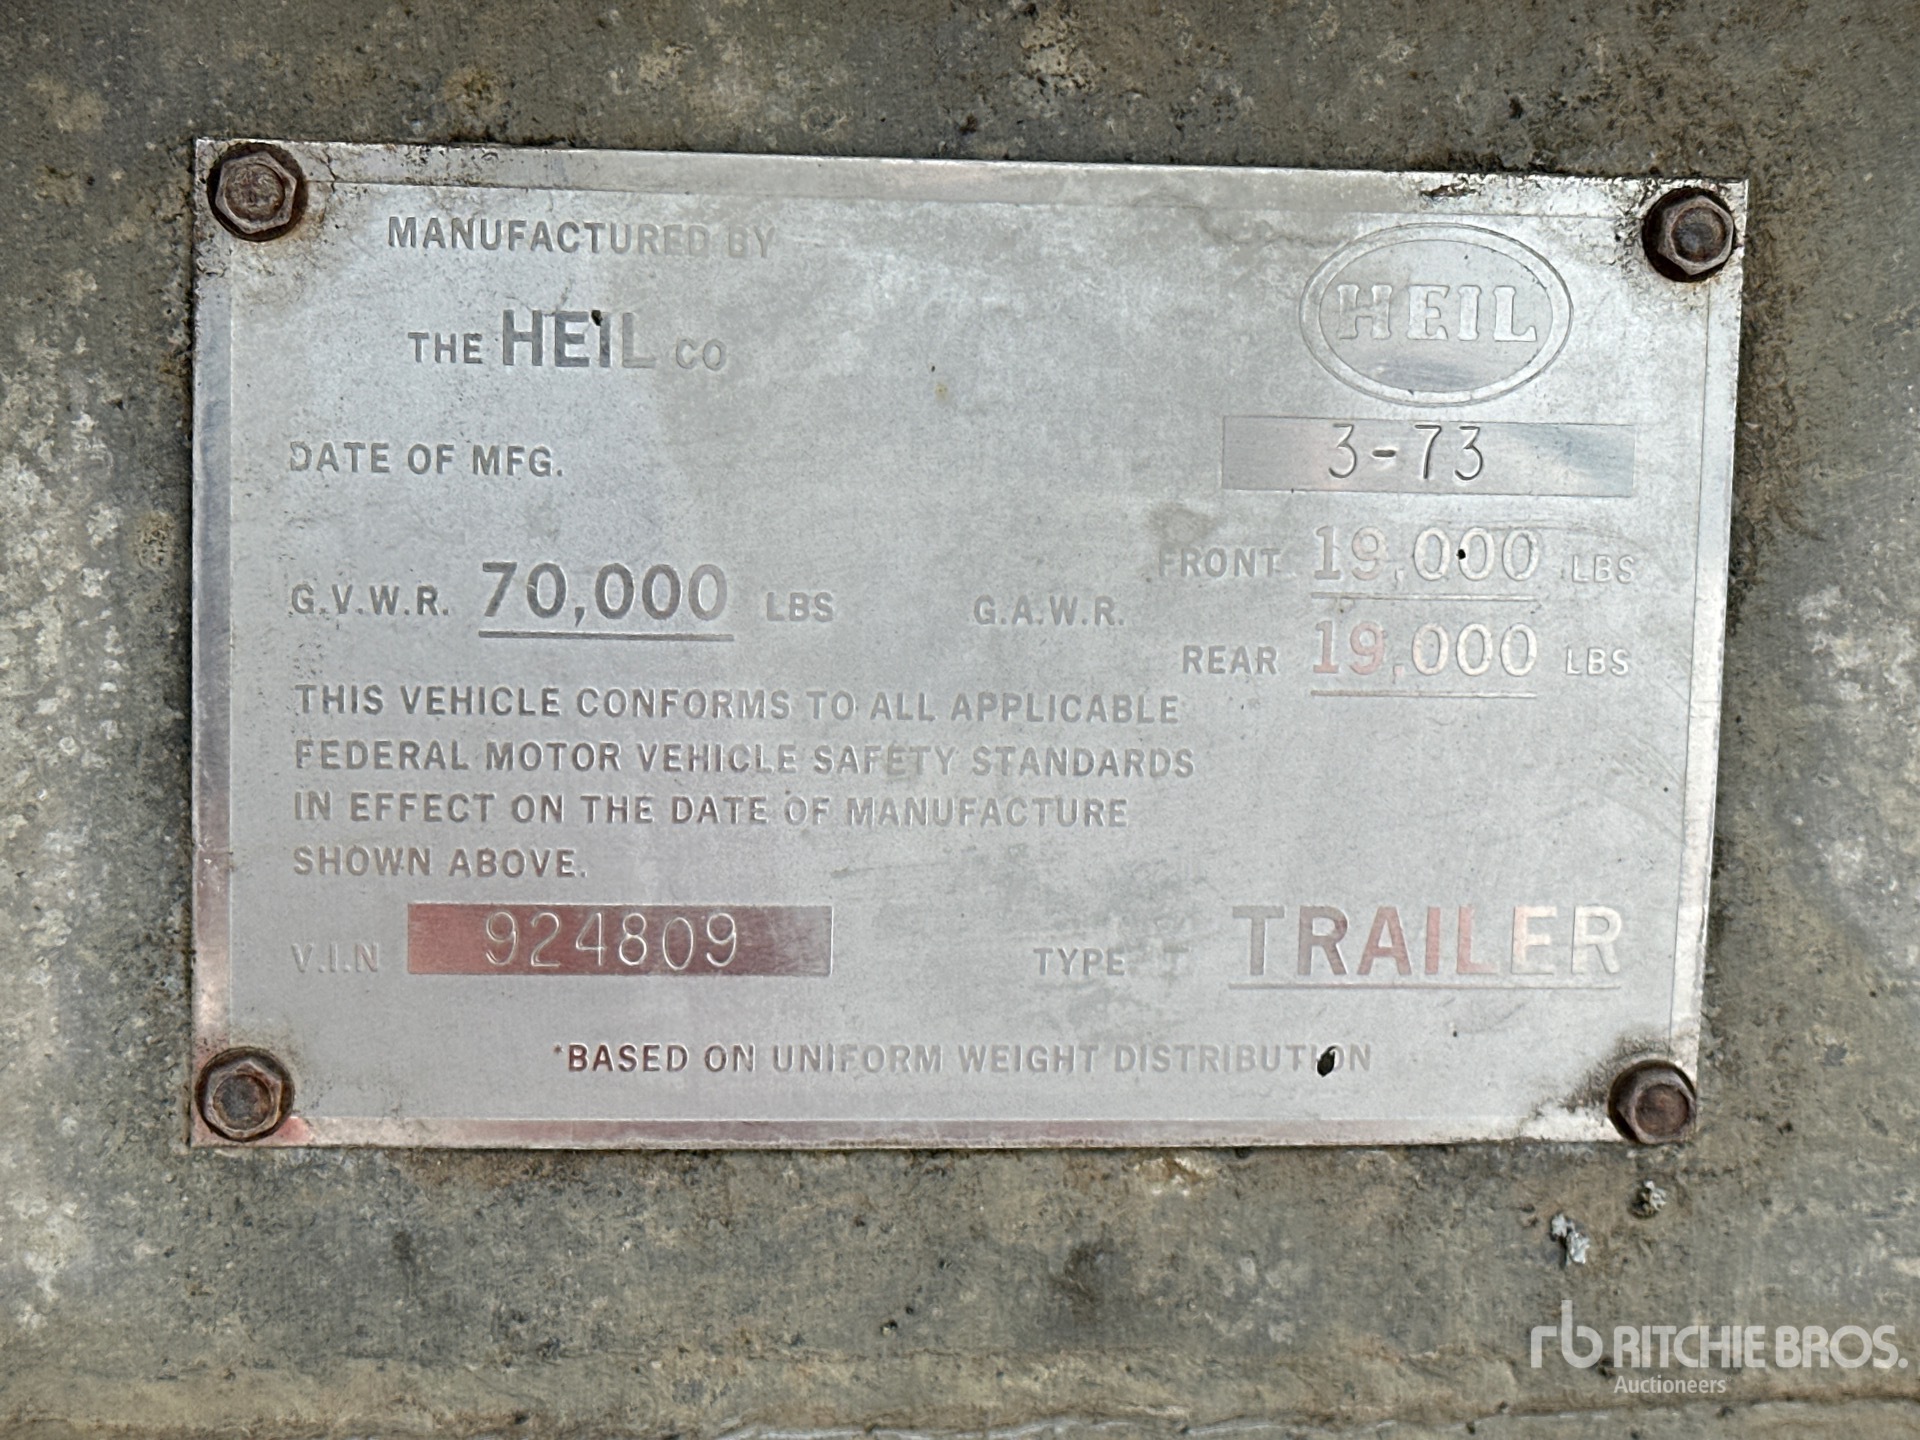 MANUFACTURED BY
THE HEIL CO
HEIL
DATE OF MFG. 3-73
G.V.W.R. 70,000 LBS G.A.W.R. FRONT 19,000 LBS
REAR 19,000 LBS
THIS VEHICLE CONFORMS TO ALL APPLICABLE
FEDERAL MOTOR VEHICLE SAFETY STANDARDS
IN EFFECT ON THE DATE OF MANUFACTURE
SHOWN ABOVE.
V.I.N 924809 TYPE TRAILER
*BASED ON UNIFORM WEIGHT DISTRIBUTION
rb RITCHIE BROS.
Auctioneers